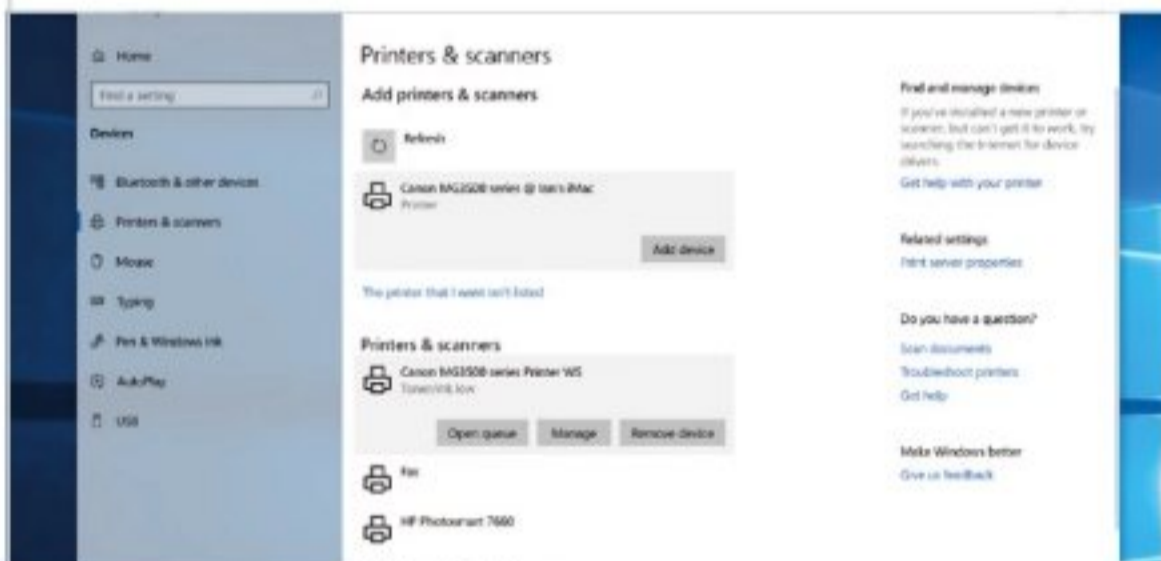 Home
Find a setting
Devices
Bluetooth & other devices
Printers & scanners
Mouse
Typing
Pen & Windows Ink
AutoPlay
USB
Printers & scanners
Add printers & scanners
Refresh
Canon MG3500 series @ Ian's iMac
Printer
Add device
The printer that I want isn't listed
Printers & scanners
Canon MG3500 series Printer WS
Toner/ink low
Open queue
Manage
Remove device
Fax
HP Photosmart 7660
Find and manage devices
If you've installed a new printer or
scanner, but can't get it to work, try
searching the Internet for device
drivers.
Get help with your printer
Related settings
Print server properties
Do you have a question?
Scan documents
Troubleshoot printers
Get help
Make Windows better
Give us feedback